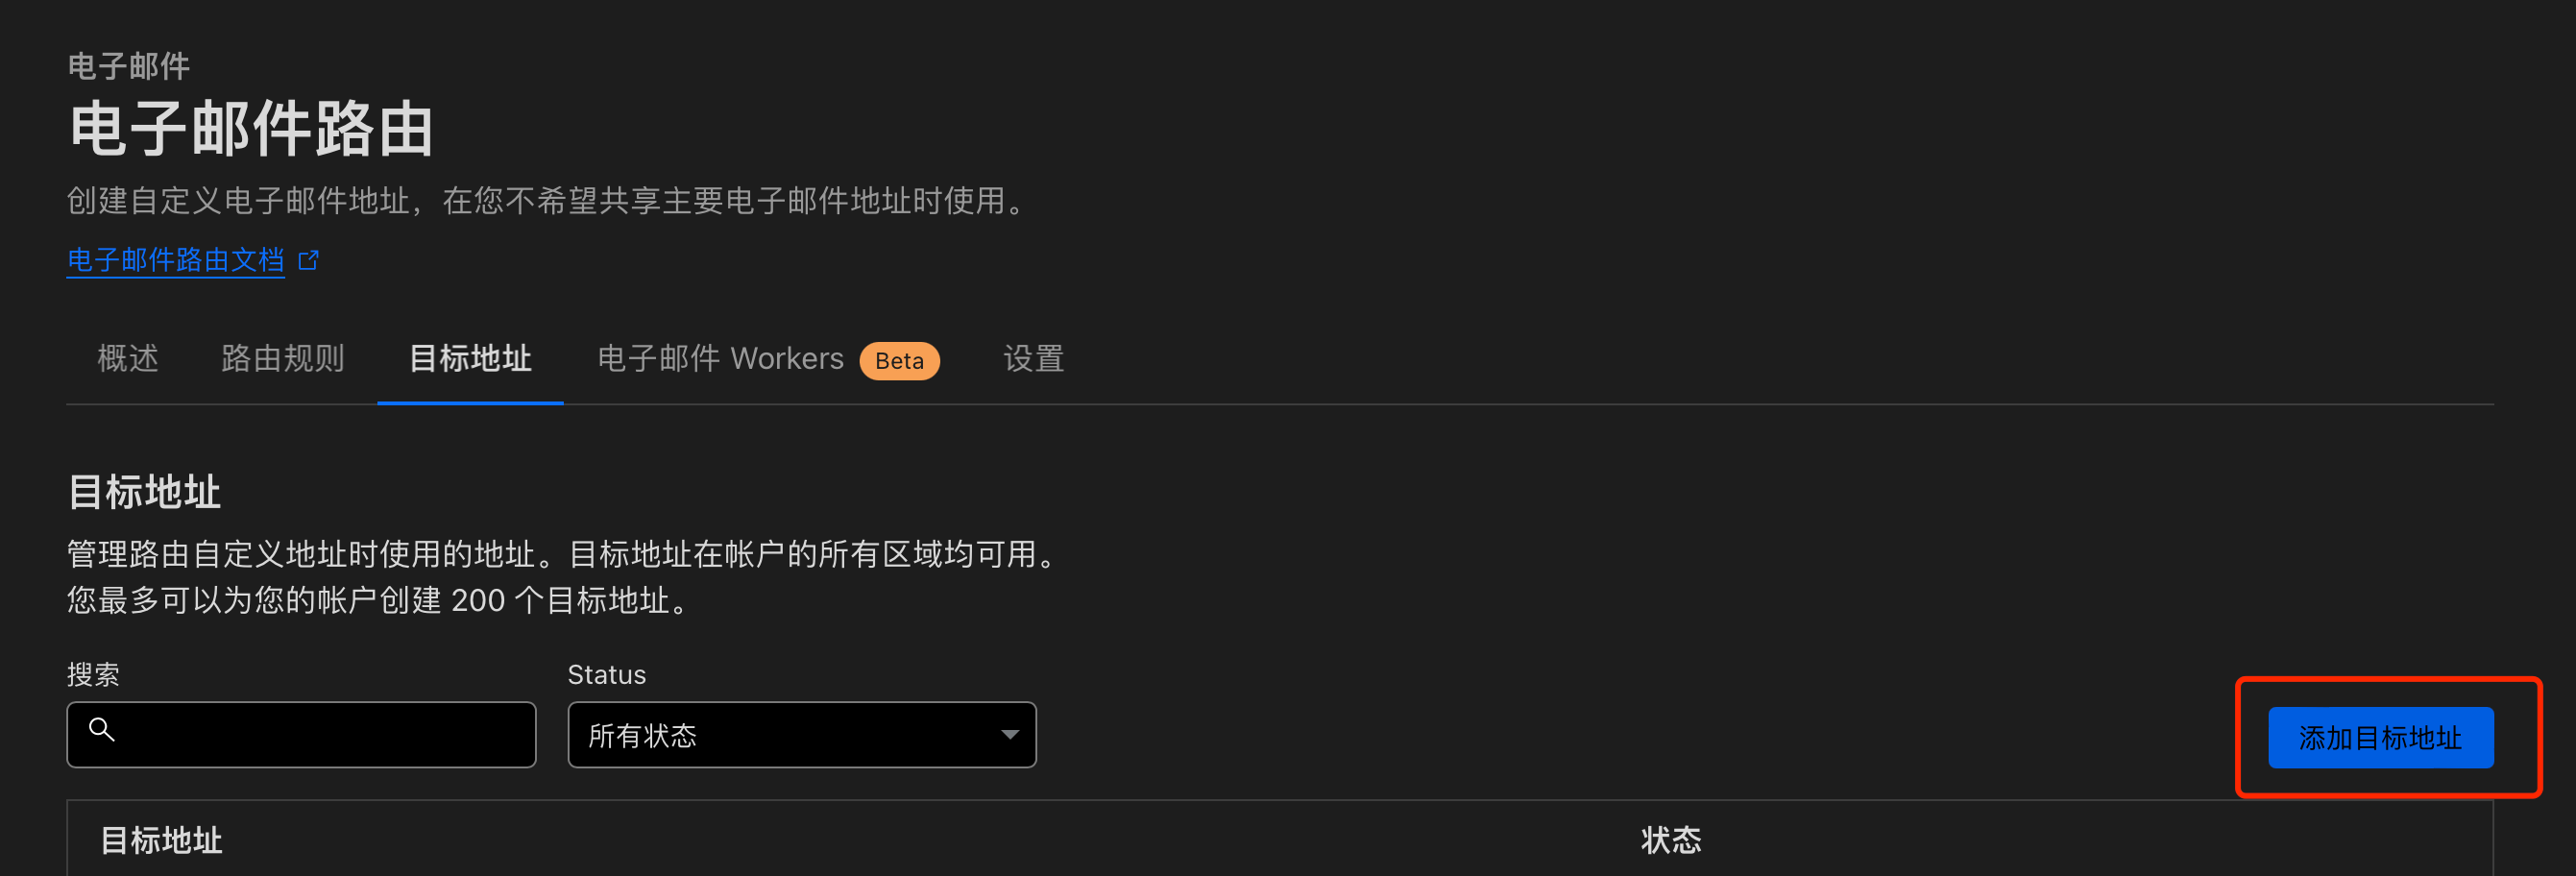 电子邮件
电子邮件路由
创建自定义电子邮件地址，在您不希望共享主要电子邮件地址时使用。
电子邮件路由文档
概述 路由规则 目标地址 电子邮件 Workers Beta 设置
目标地址
管理路由自定义地址时使用的地址。目标地址在帐户的所有区域均可用。
您最多可以为您的帐户创建 200 个目标地址。
搜索 Status
所有状态 添加目标地址
目标地址 状态